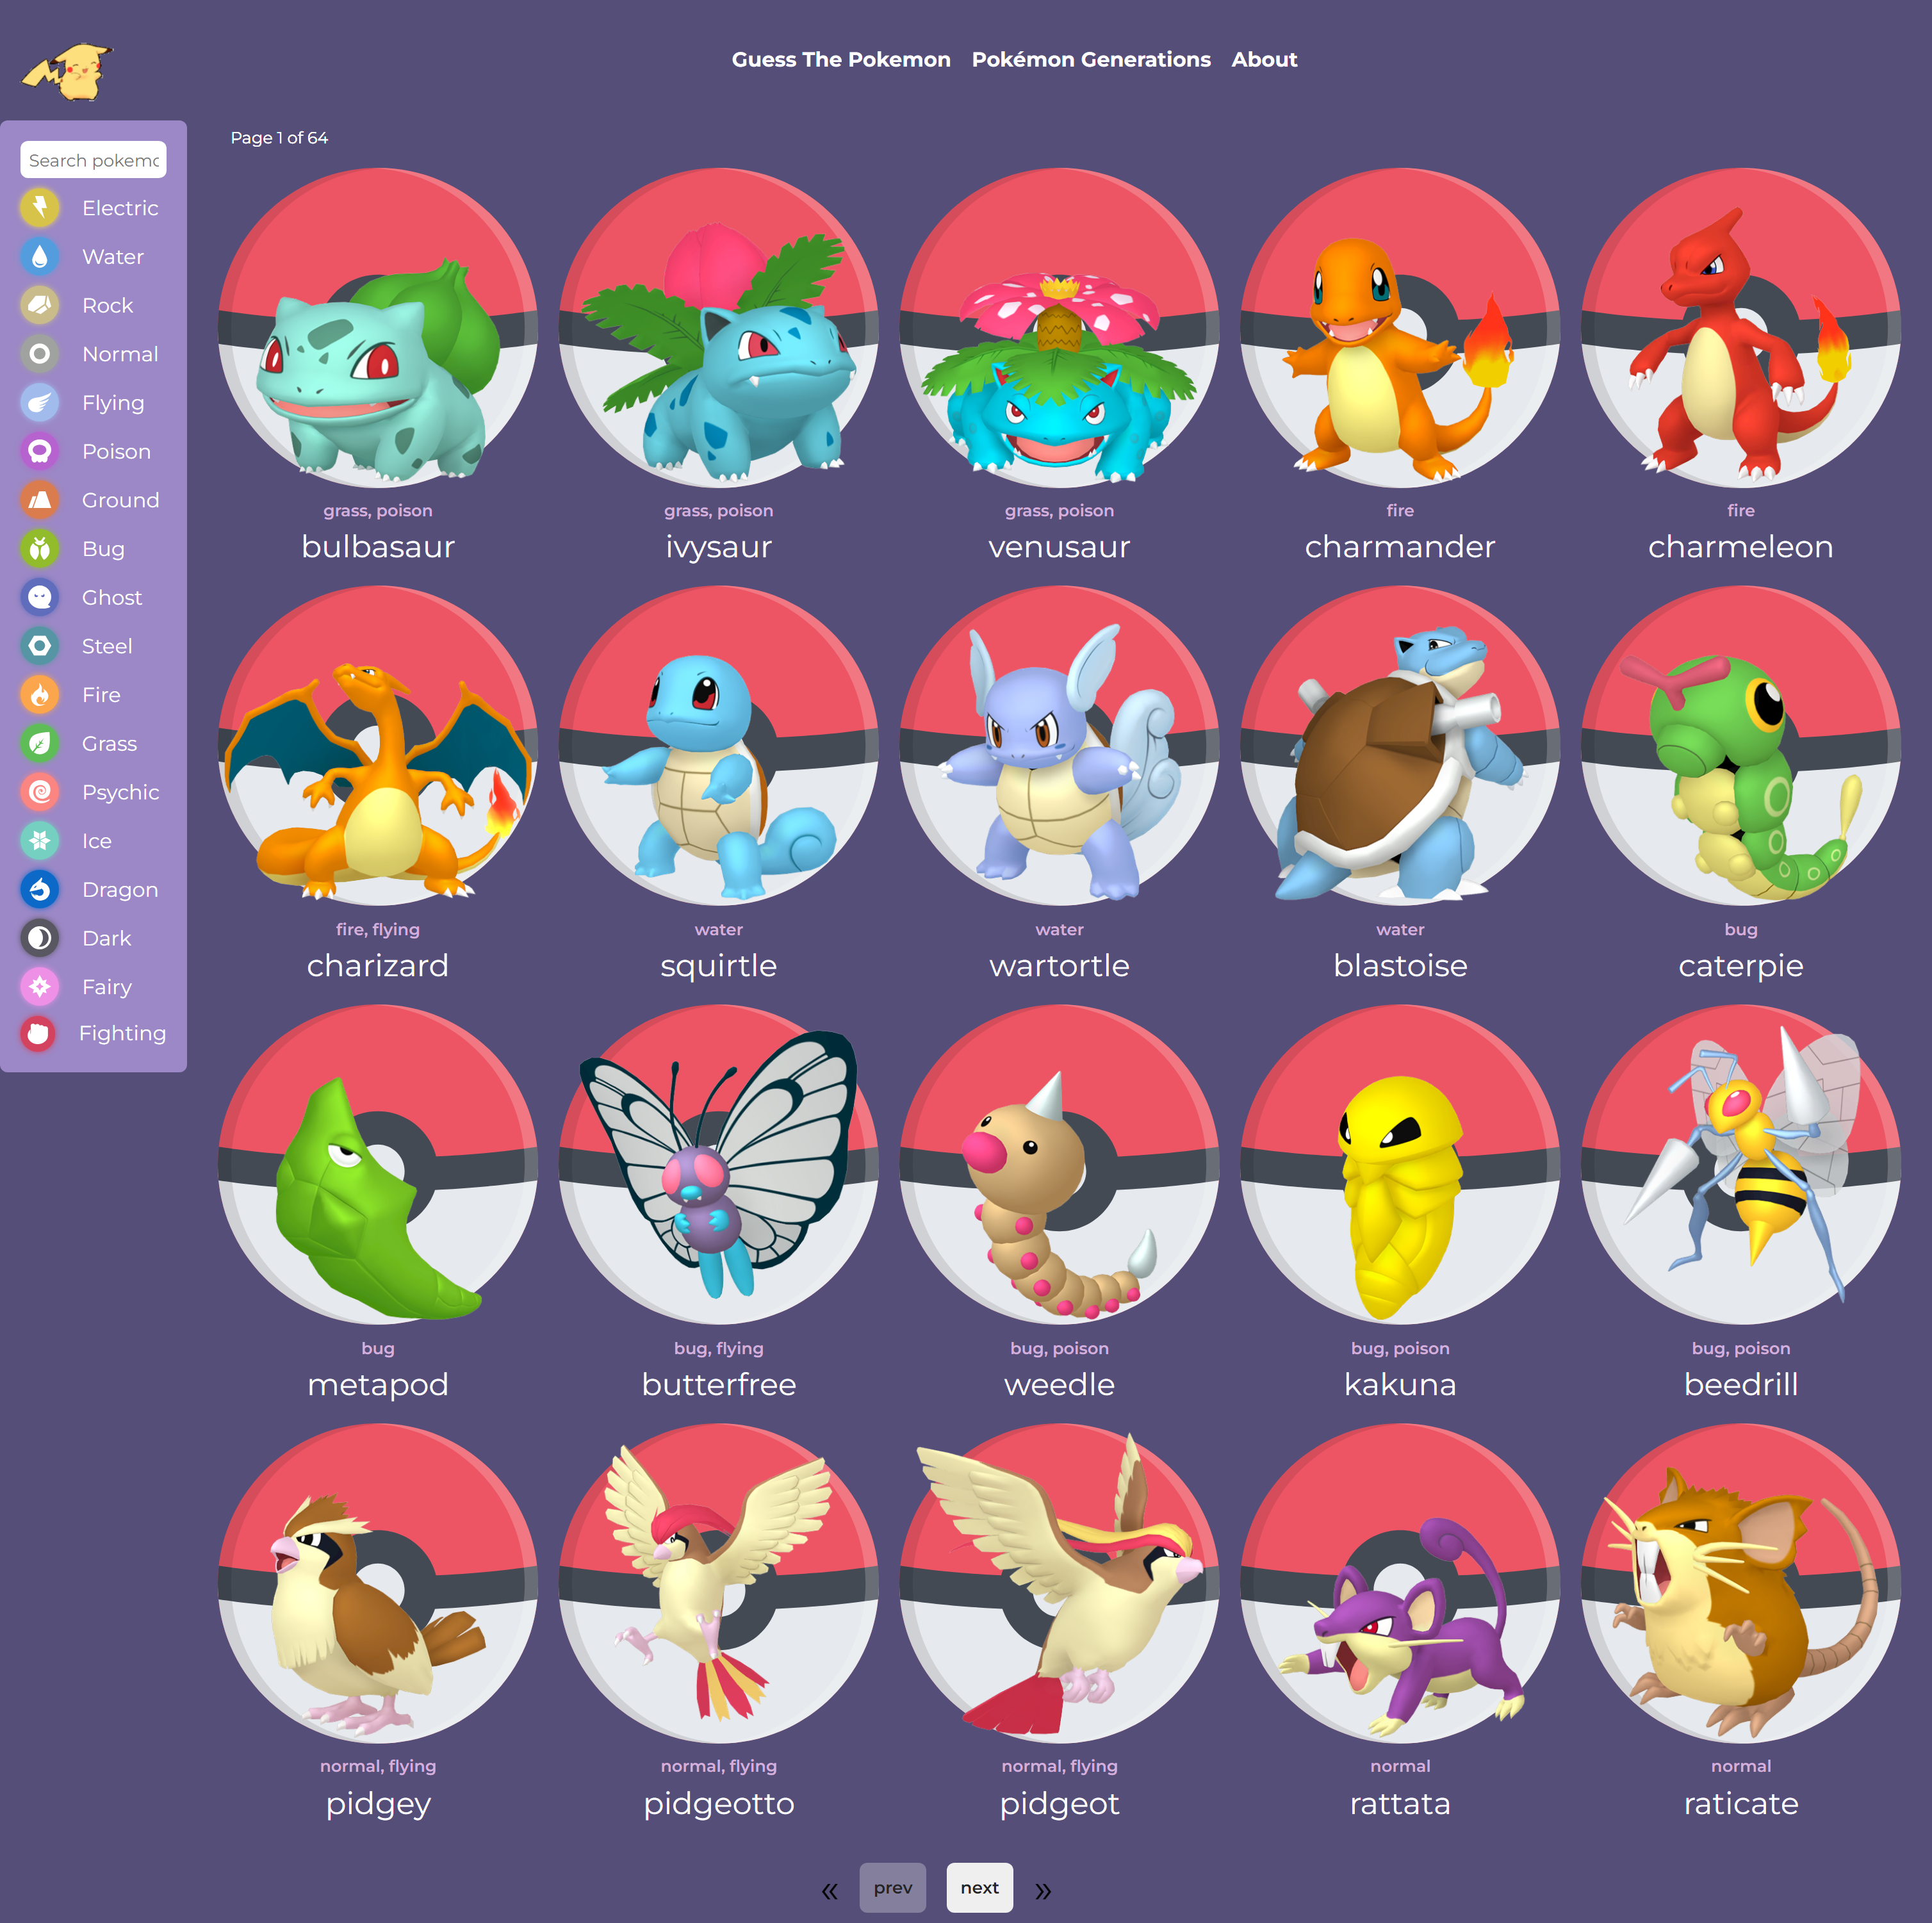 Guess The Pokemon Pokémon Generations About
Page 1 of 64
Search pokemo
Electric
Water
Rock
Normal
Flying
Poison
Ground
Bug
Ghost
Steel
Fire
Grass
Psychic
Ice
Dragon
Dark
Fairy
Fighting
grass, poison
bulbasaur
grass, poison
ivysaur
grass, poison
venusaur
fire
charmander
fire
charmeleon
fire, flying
charizard
water
squirtle
water
wartortle
water
blastoise
bug
caterpie
bug
metapod
bug, flying
butterfree
bug, poison
weedle
bug, poison
kakuna
bug, poison
beedrill
normal, flying
pidgey
normal, flying
pidgeotto
normal, flying
pidgeot
normal
rattata
normal
raticate
« prev next »